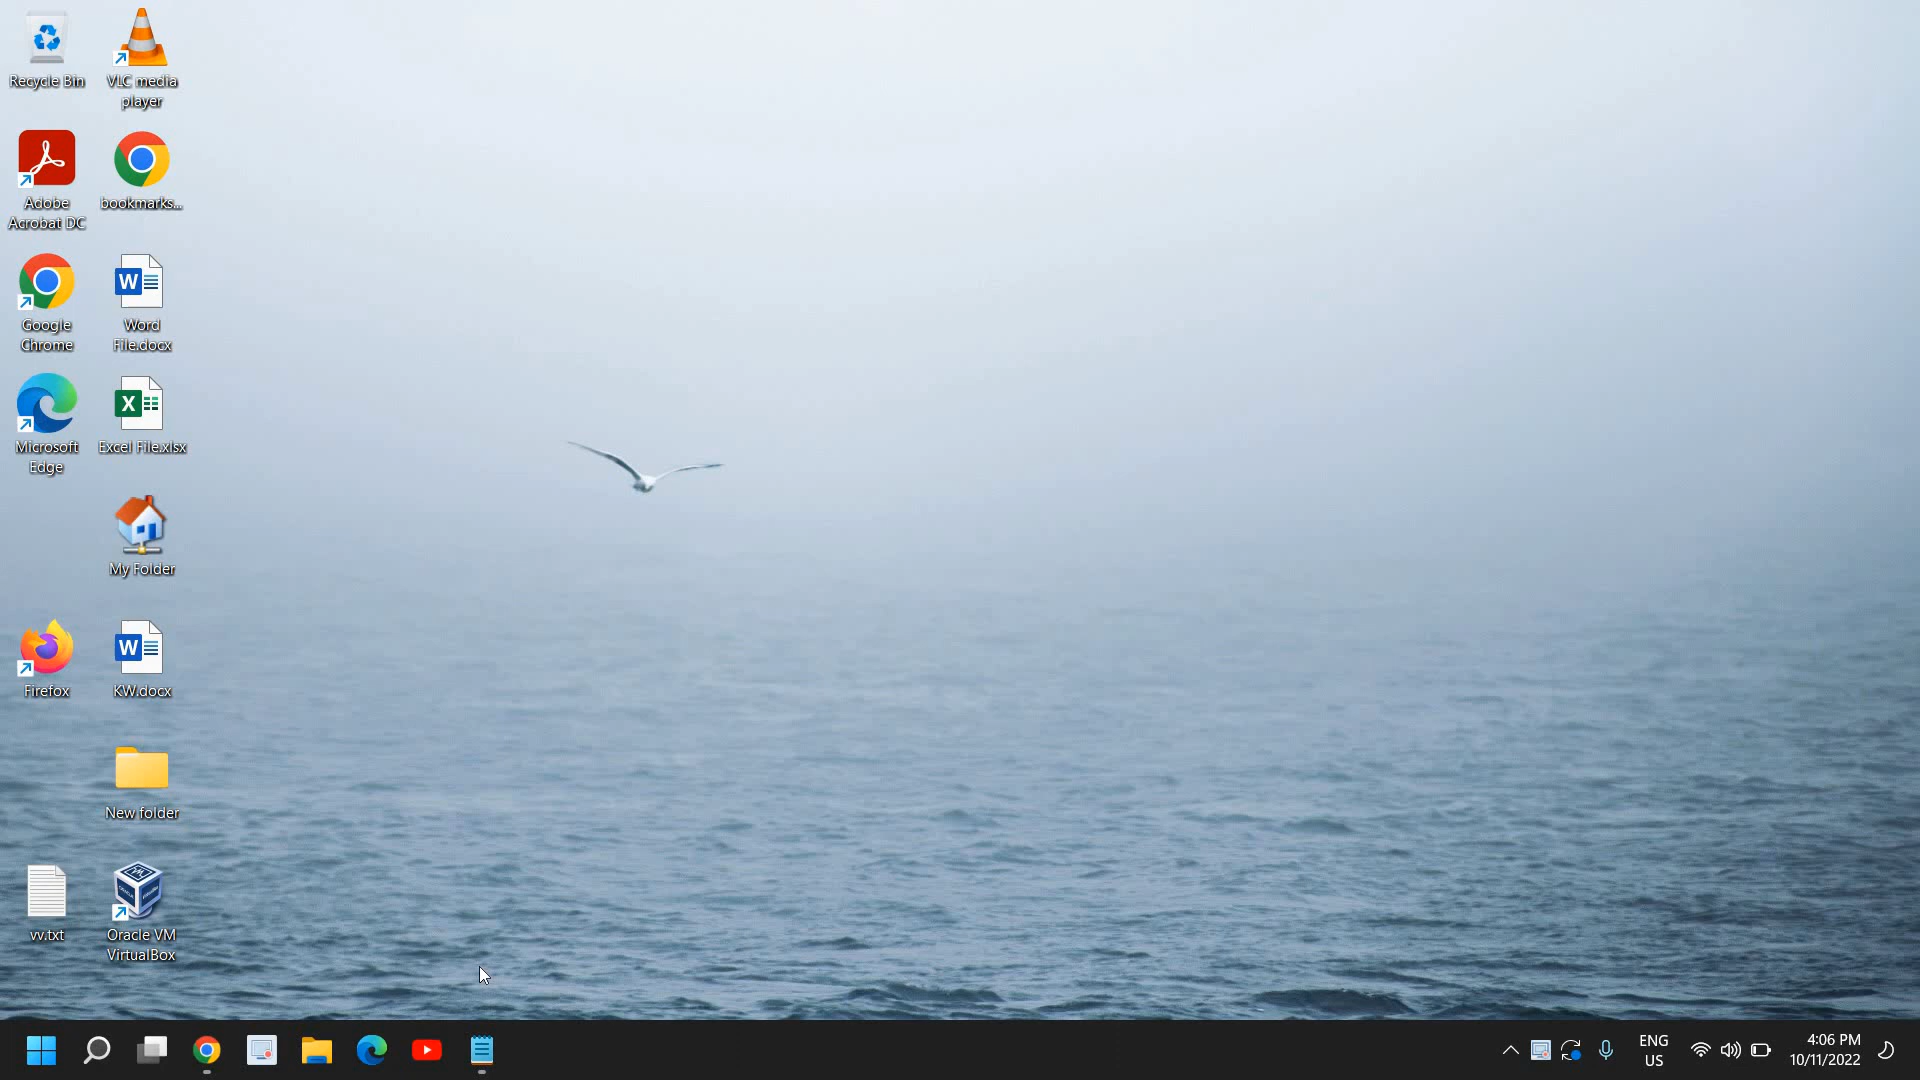 Recycle Bin
VLC media
player
Adobe
Acrobat DC
bookmarks...
Google
Chrome
Word
File.docx
Microsoft
Edge
Excel File.xlsx
My Folder
Firefox
KW.docx
New folder
vv.txt
Oracle VM
VirtualBox
ENG
US
4:06 PM
10/11/2022